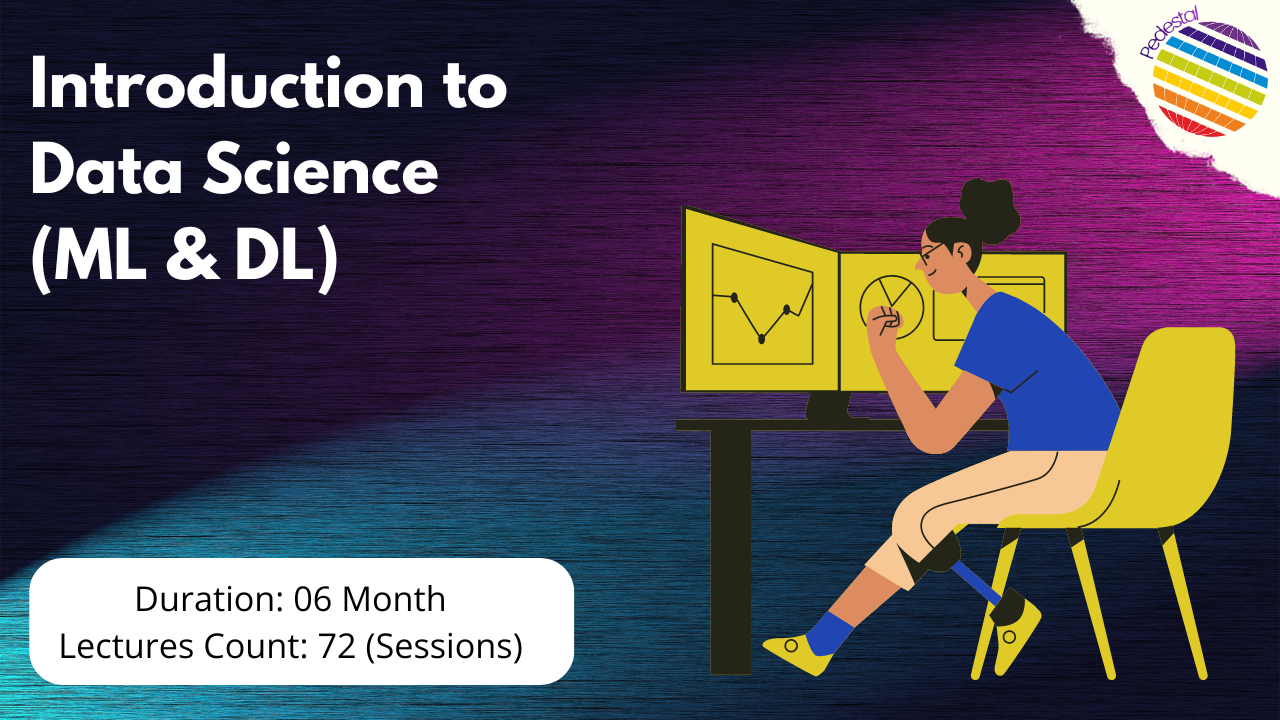 Introduction to
Data Science
(ML & DL)
Pedestal
Duration: 06 Month
Lectures Count: 72 (Sessions)